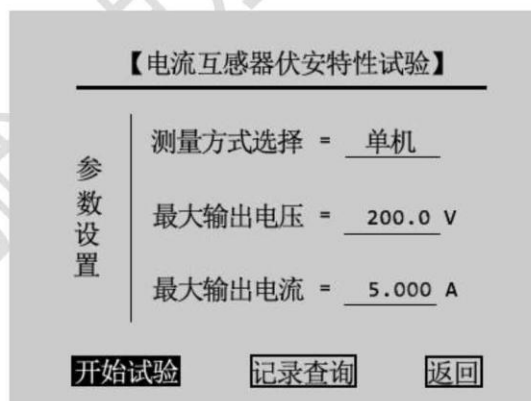 【电流互感器伏安特性试验】
测量方式选择 = 单机
参数设置
最大输出电压 = 200.0 V
最大输出电流 = 5.000 A
开始试验 记录查询 返回